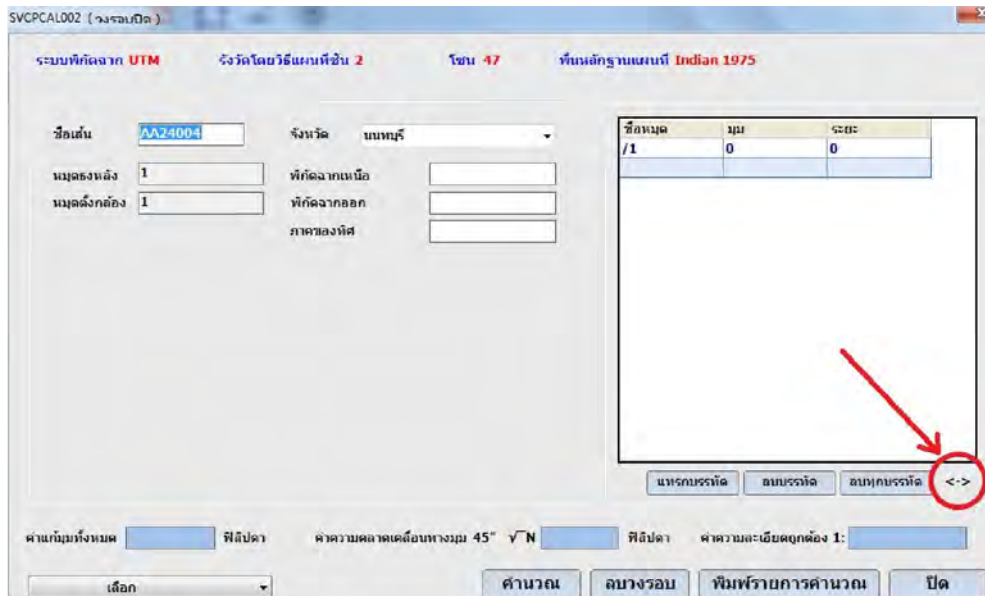 SVCPCAL002 (วงรอบปิด)
ระบบพิกัดฉาก UTM รังวัดโดยวิธีแผนที่ชั้น 2 โซน 47 พื้นหลักฐานแผนที่ Indian 1975
ชื่อเส้น AA24004 จังหวัด นนทบุรี
หมุดธงหลัง 1 พิกัดฉากเหนือ
หมุดตั้งกล้อง 1 พิกัดฉากออก
ภาคของทิศ
ชื่อหมุด มุม ระยะ
/1 0 0
แทรกบรรทัด ลบบรรทัด ลบทุกบรรทัด <->
ค่าแก้มุมทั้งหมด ฟิลิปดา ค่าความคลาดเคลื่อนทางมุม 45" √N ฟิลิปดา ค่าความละเอียดถูกต้อง 1:
เลือก คำนวณ ลบวงรอบ พิมพ์รายการคำนวณ ปิด